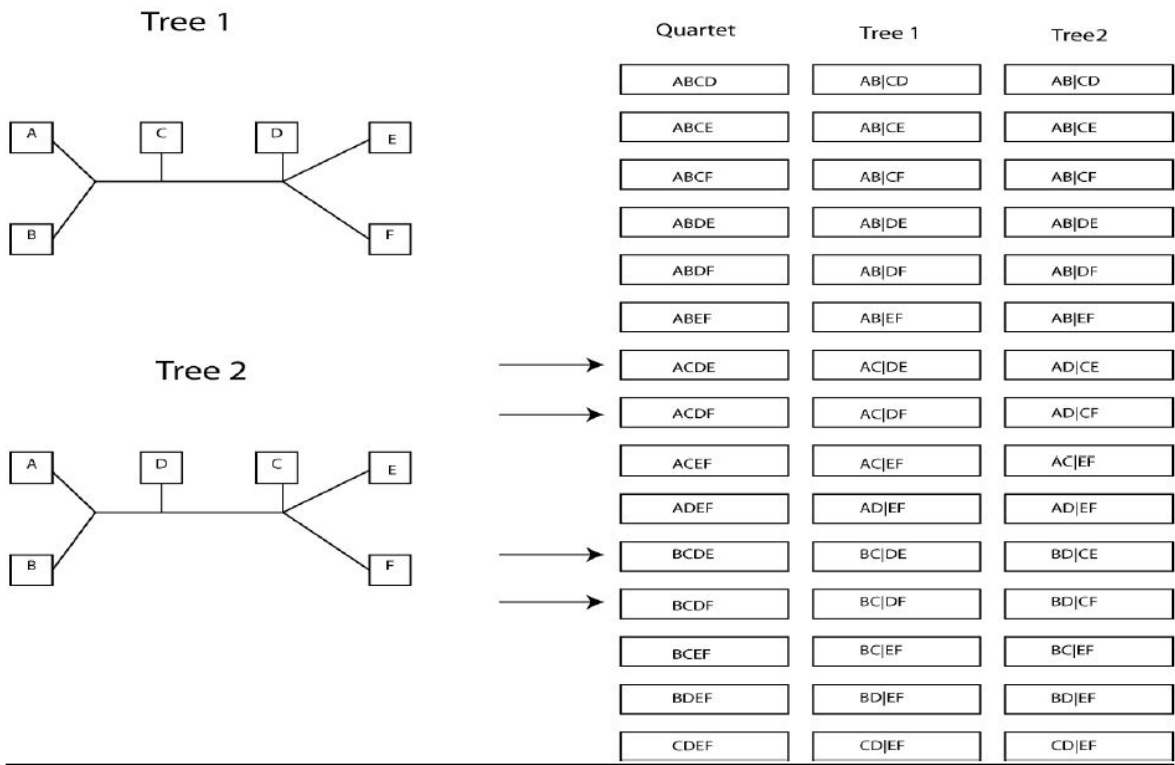 Tree 1
A
C
D
E
B
F
Tree 2
A
D
C
E
B
F
Quartet Tree 1 Tree2
ABCD AB|CD AB|CD
ABCE AB|CE AB|CE
ABCF AB|CF AB|CF
ABDE AB|DE AB|DE
ABDF AB|DF AB|DF
ABEF AB|EF AB|EF
ACDE AC|DE AD|CE
ACDF AC|DF AD|CF
ACEF AC|EF AC|EF
ADEF AD|EF AD|EF
BCDE BC|DE BD|CE
BCDF BC|DF BD|CF
BCEF BC|EF BC|EF
BDEF BD|EF BD|EF
CDEF CD|EF CD|EF